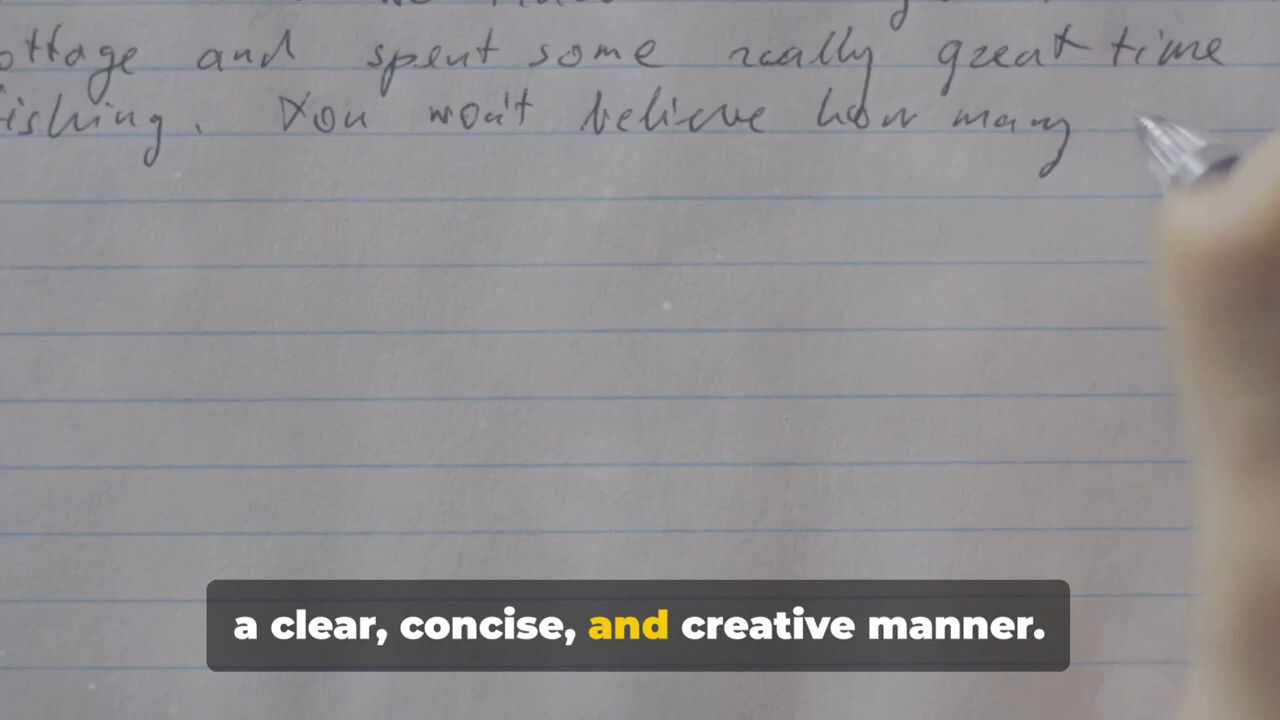 ottage and spent some really great time
ishing. You won't believe how many
a clear, concise, and creative manner.